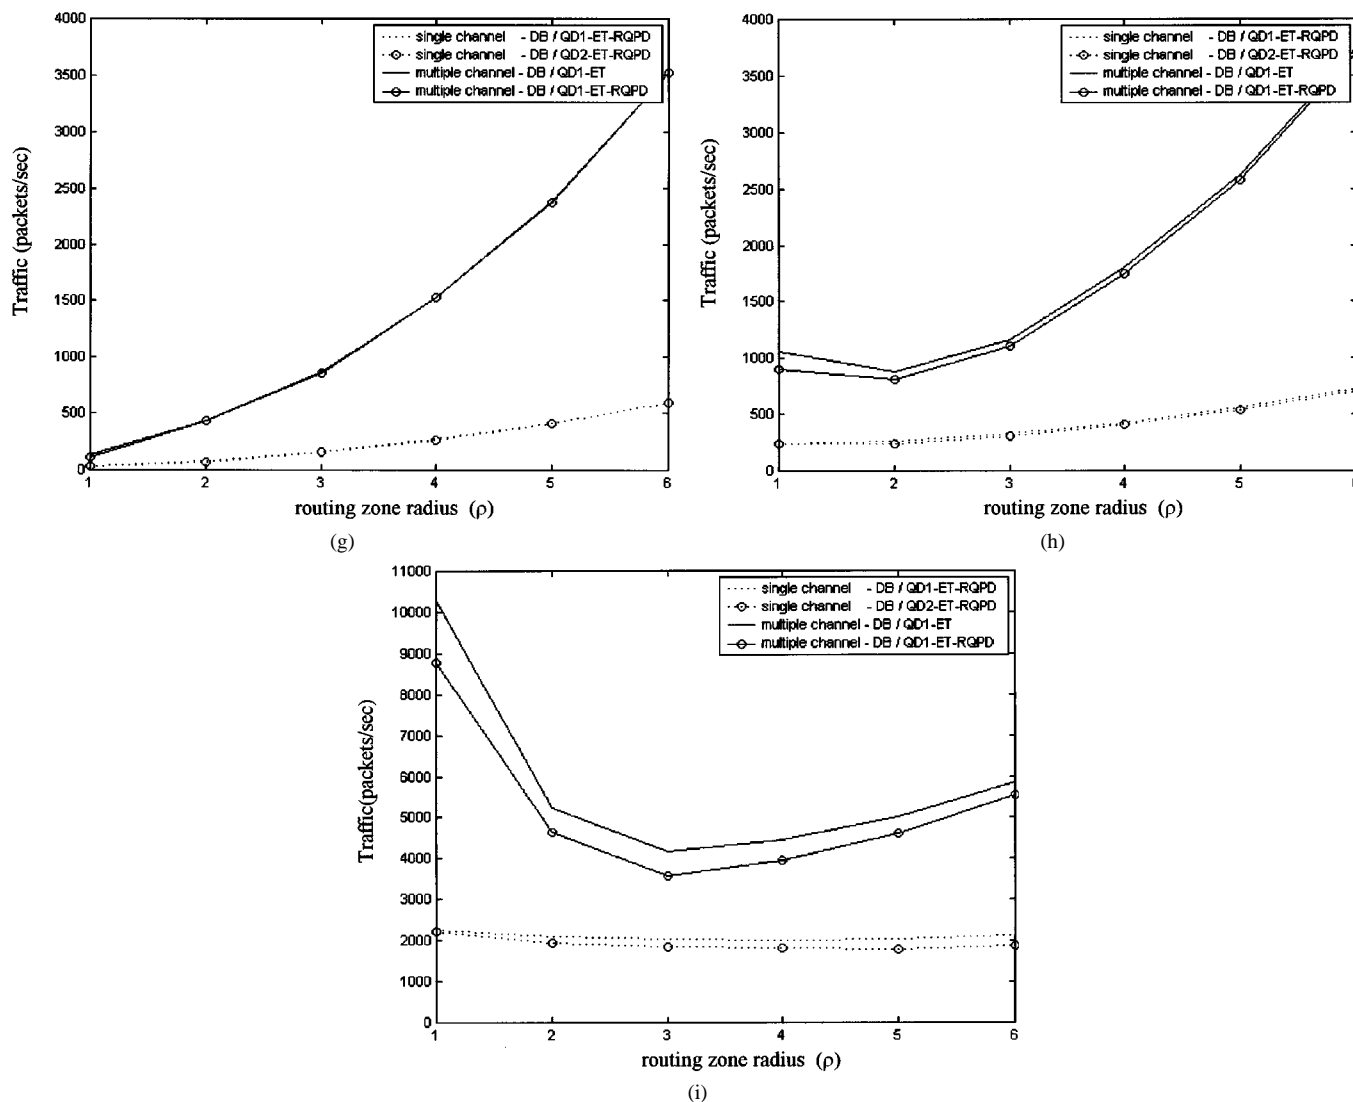 4000
3500
3000
2500
2000
1500
1000
500
0
Traffic (packets/sec)
single channel - DB / QD1-ET-RQPD
single channel - DB / QD2-ET-RQPD
multiple channel - DB / QD1-ET
multiple channel - DB / QD1-ET-RQPD
1 2 3 4 5 6
routing zone radius (ρ)
(g)
4000
3500
3000
2500
2000
1500
1000
500
0
Traffic (packets/sec)
single channel - DB / QD1-ET-RQPD
single channel - DB / QD2-ET-RQPD
multiple channel - DB / QD1-ET
multiple channel - DB / QD1-ET-RQPD
1 2 3 4 5
routing zone radius (ρ)
(h)
11000
10000
9000
8000
7000
6000
5000
4000
3000
2000
1000
0
Traffic(packets/sec)
single channel - DB / QD1-ET-RQPD
single channel - DB / QD2-ET-RQPD
multiple channel - DB / QD1-ET
multiple channel - DB / QD1-ET-RQPD
1 2 3 4 5 6
routing zone radius (ρ)
(i)